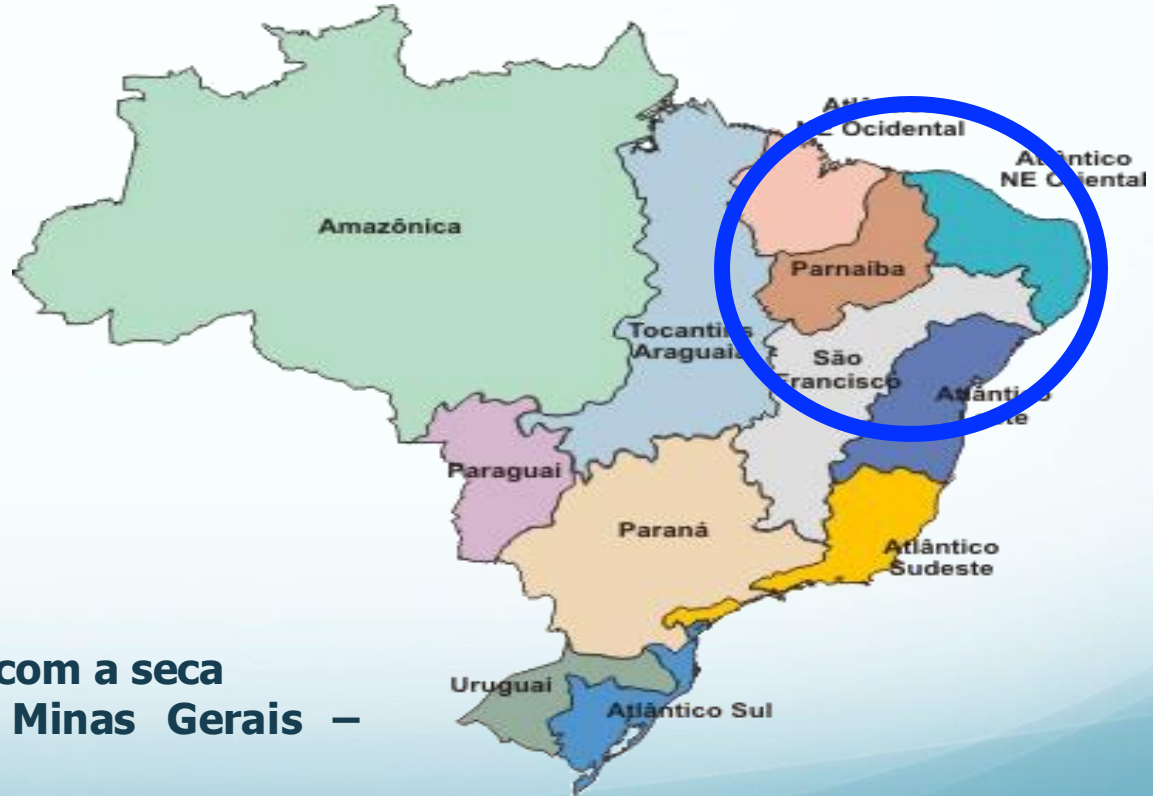 NE Ocidental
Atlântico
NE Oriental
Amazônica
Parnaíba
Tocantins
Araguaia
São
Francisco
Atlântico
Paraguai
Paraná
Atlântico
Sudeste
com a seca
Uruguai
Minas Gerais –
Atlântico Sul